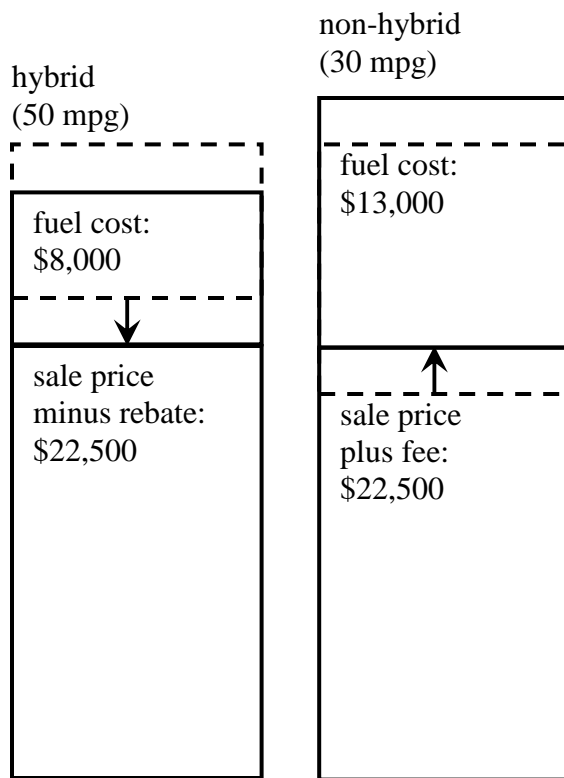 hybrid
(50 mpg)
fuel cost:
$8,000
sale price
minus rebate:
$22,500
non-hybrid
(30 mpg)
fuel cost:
$13,000
sale price
plus fee:
$22,500